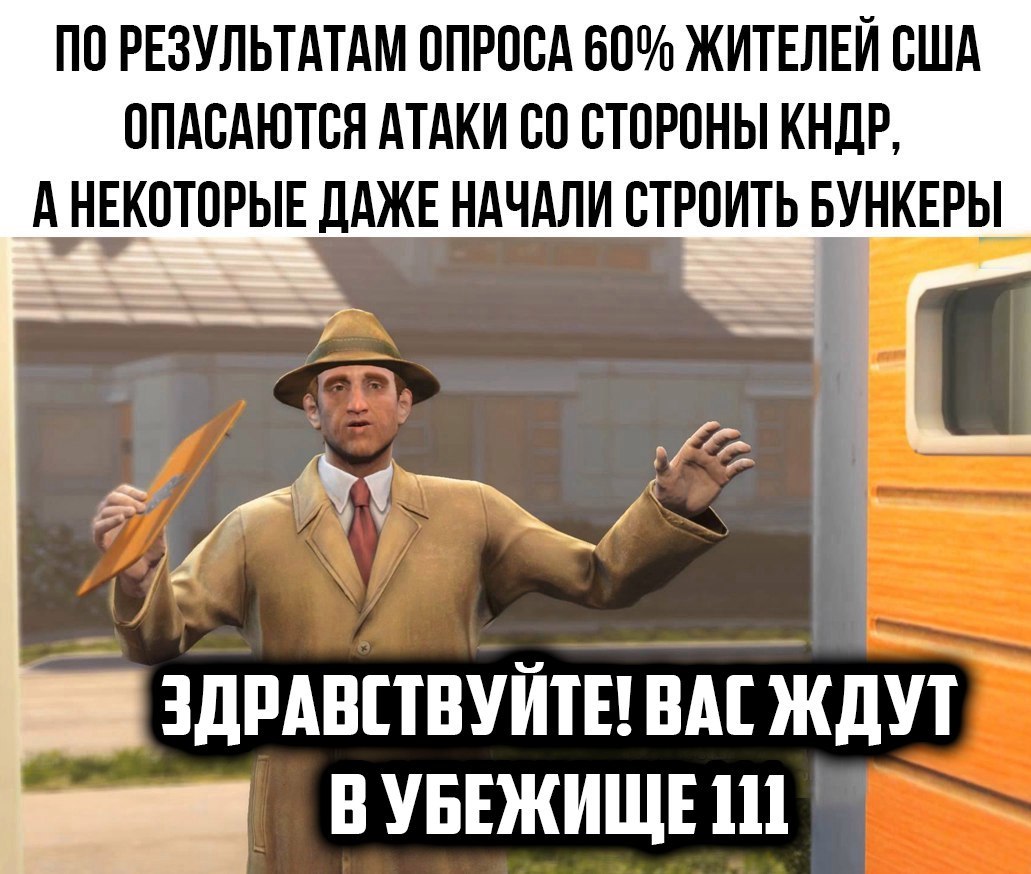 ПО РЕЗУЛЬТАТАМ ОПРОСА 60% ЖИТЕЛЕЙ США
ОПАСАЮТСЯ АТАКИ СО СТОРОНЫ КНДР,
А НЕКОТОРЫЕ ДАЖЕ НАЧАЛИ СТРОИТЬ БУНКЕРЫ
ЗДРАВСТВУЙТЕ! ВАС ЖДУТ
В УБЕЖИЩЕ 111